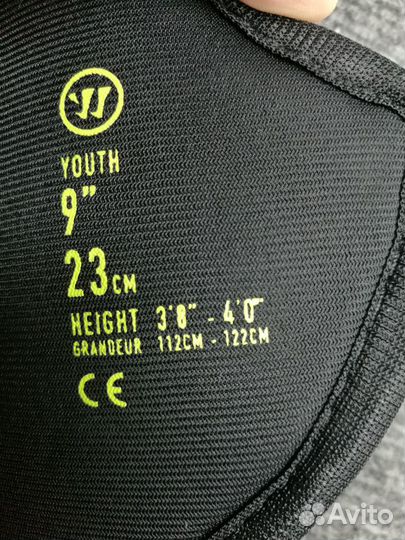 YOUTH
9"
23CM
HEIGHT 3'8" - 4'0"
GRANDEUR 112CM - 122CM
CE
Avito